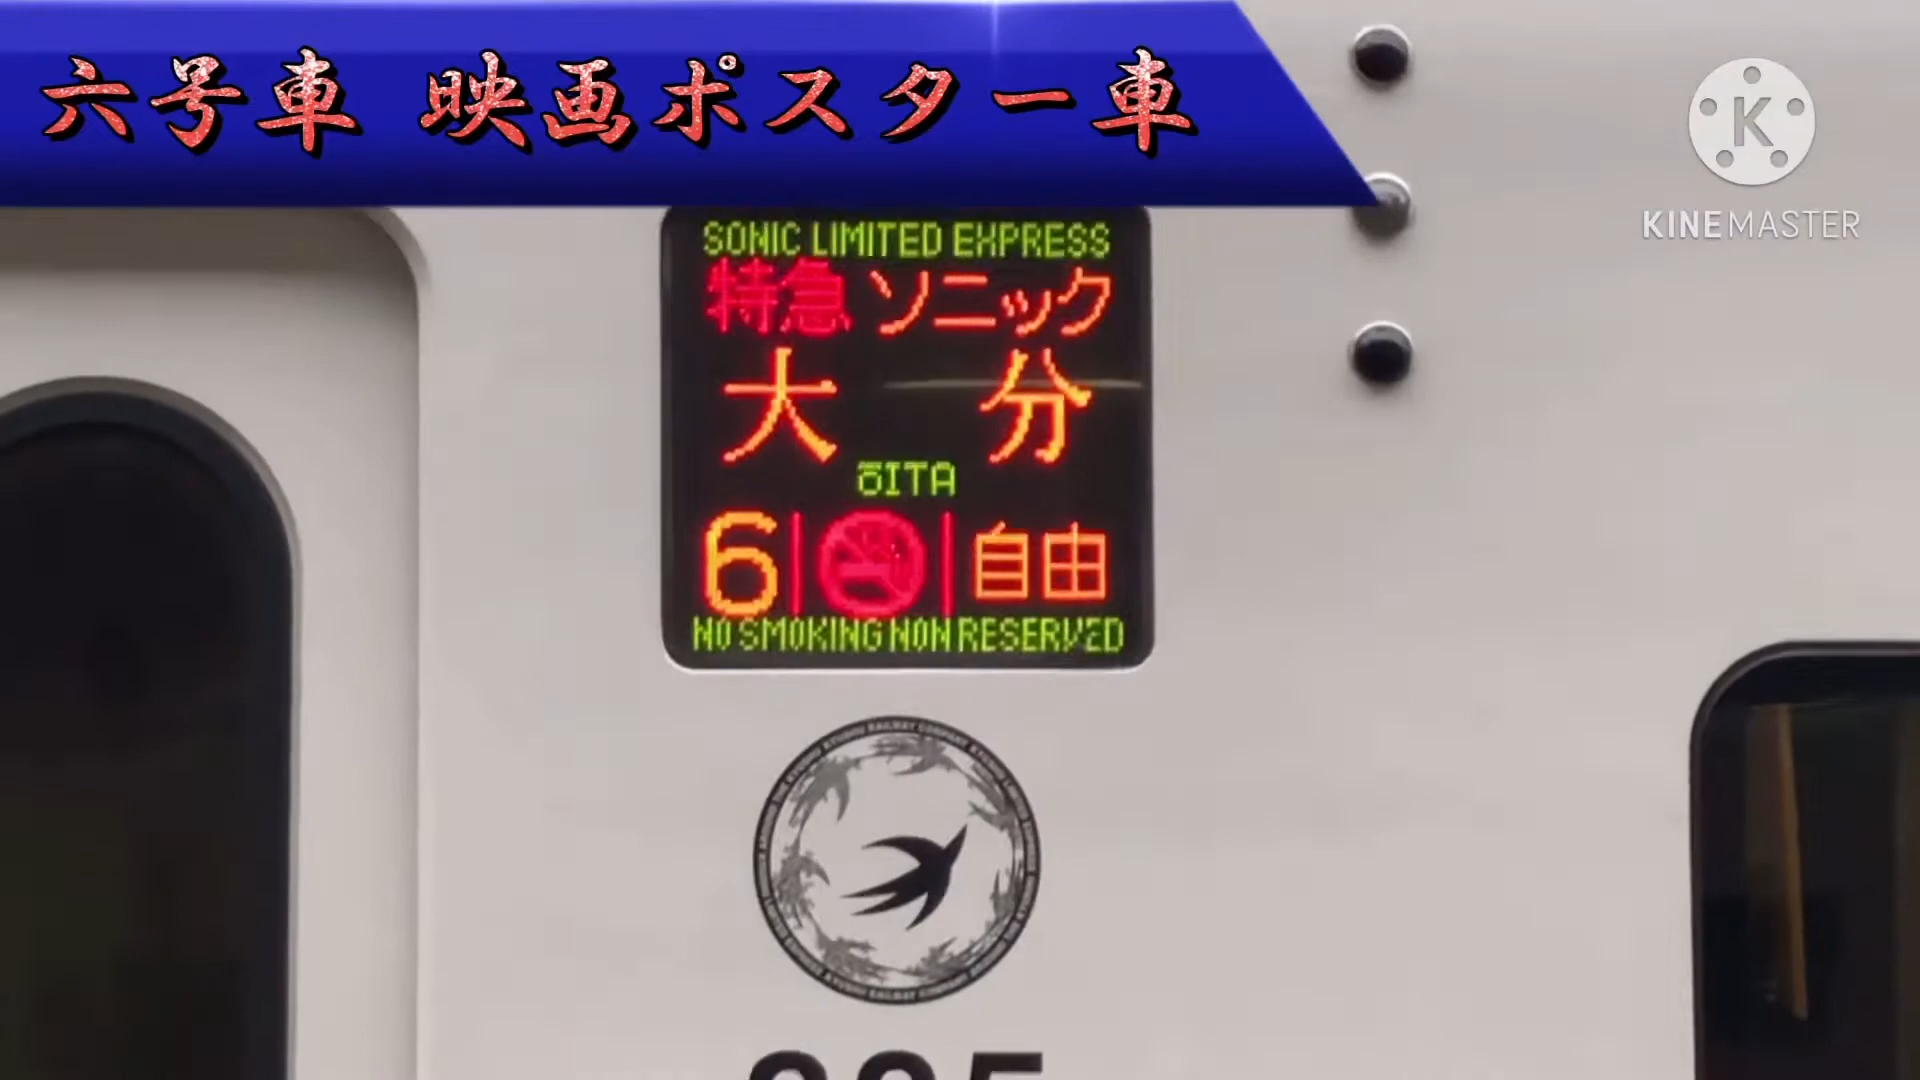 六号車 映画ポスター車
KINEMASTER
SONIC LIMITED EXPRESS
特急 ソニック
大分
ŌITA
6 自由
NO SMOKING NON RESERVED